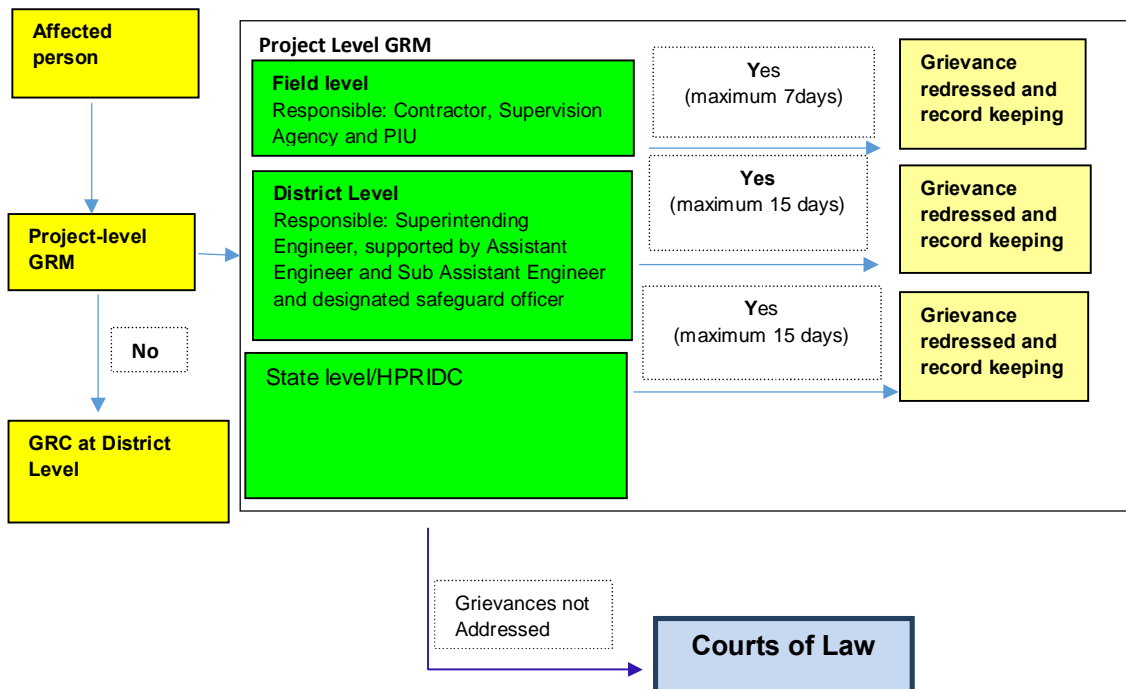 Affected
person
Project-level
GRM
No
GRC at District
Level
Project Level GRM
Field level
Responsible: Contractor, Supervision
Agency and PIU
Yes
(maximum 7days)
Grievance
redressed and
record keeping
District Level
Responsible: Superintending
Engineer, supported by Assistant
Engineer and Sub Assistant Engineer
and designated safeguard officer
Yes
(maximum 15 days)
Grievance
redressed and
record keeping
State level/HPRIDC
Yes
(maximum 15 days)
Grievance
redressed and
record keeping
Grievances not
Addressed
Courts of Law